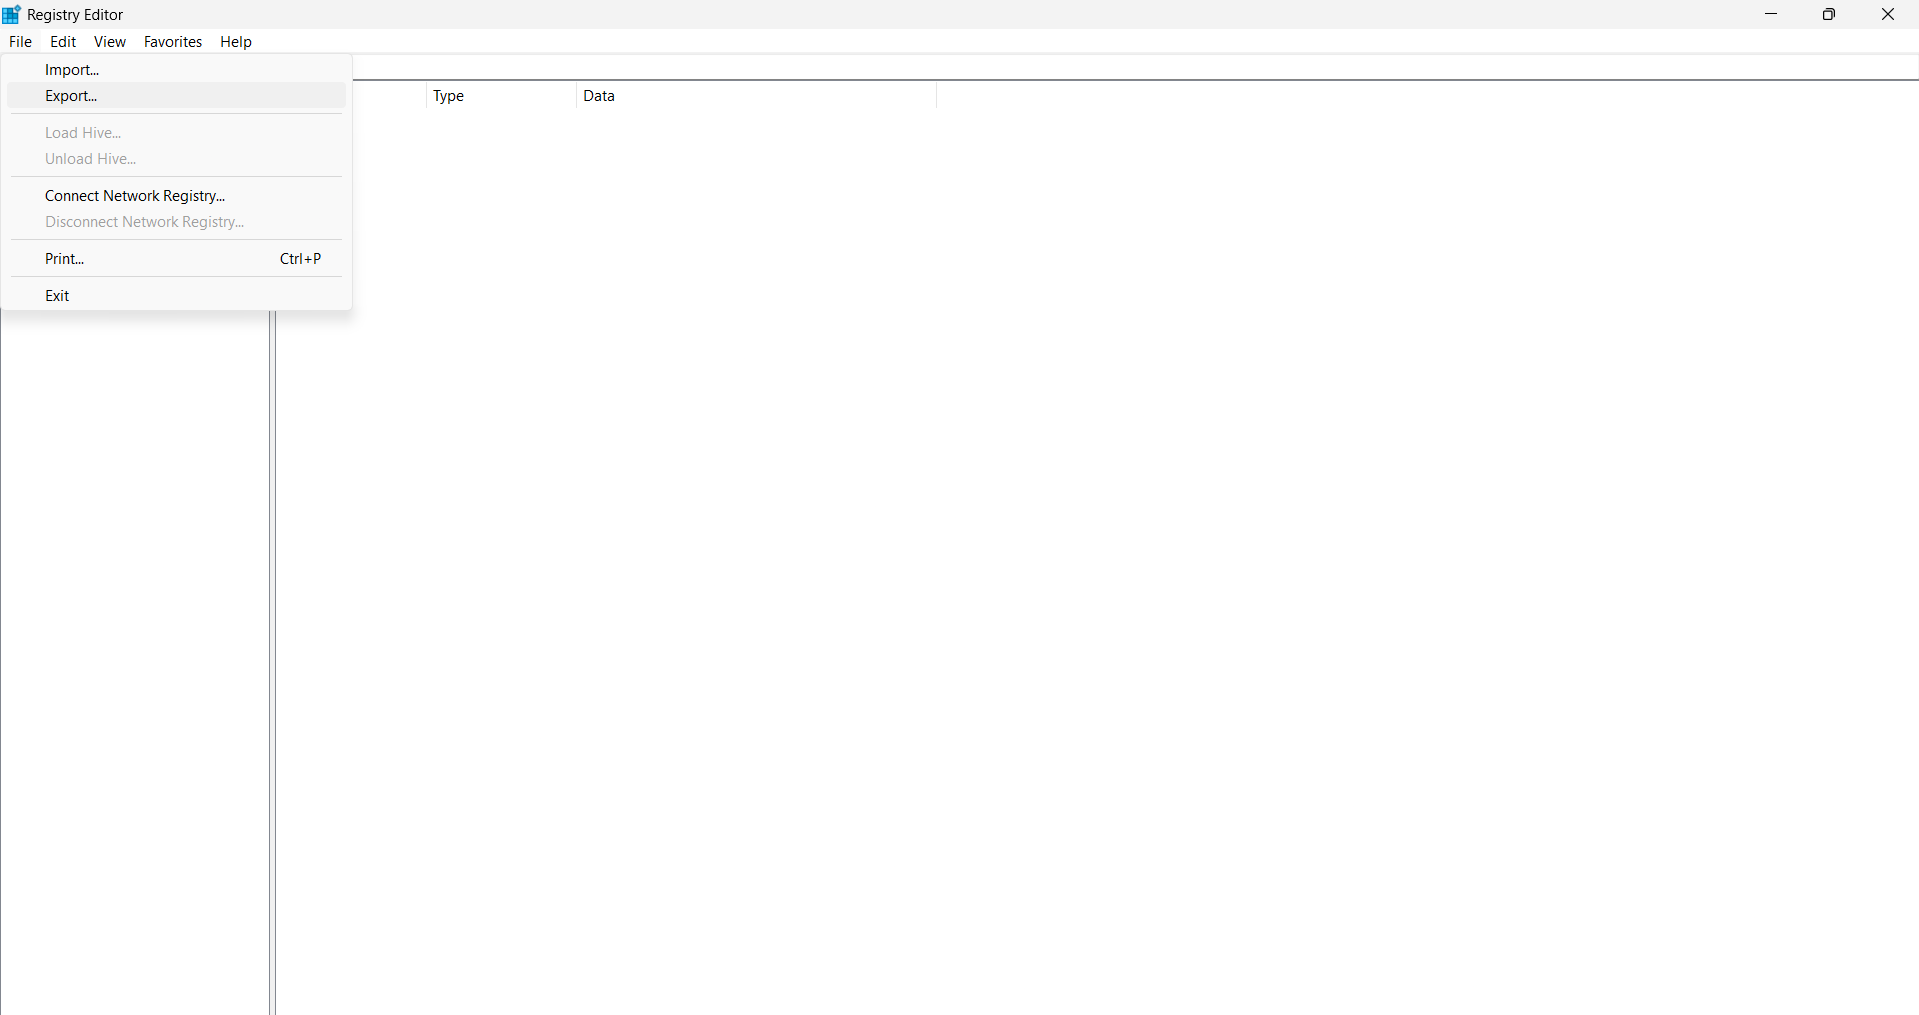 Registry Editor
File Edit View Favorites Help
Import...
Export...
Type Data
Load Hive...
Unload Hive...
Connect Network Registry...
Disconnect Network Registry...
Print... Ctrl+P
Exit